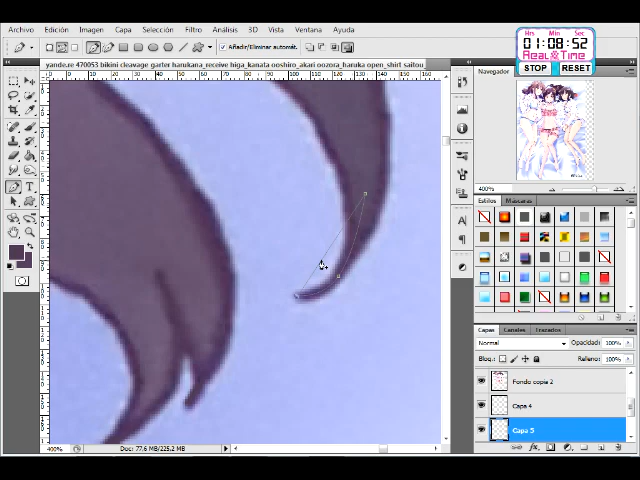 Archivo Edición Imagen Capa Selección Filtro Análisis 3D Vista Ventana Ayuda
Hrs Min Secs
01:08:52
Real Time
STOP RESET
Añadir/Eliminar automát.
yande.re 470053 bikini cleavage garter harukana_receive higa_kanata ooshiro_akari oozora_haruka open_shirt saitou
Navegador
400%
Estilos Máscaras
Capas Canales Trazados
Normal Opacidad: 100%
Bloq.: Relleno: 100%
Fondo copia 2
Capa 4
Capa 5
400% Doc: 77,6 MB/225,2 MB